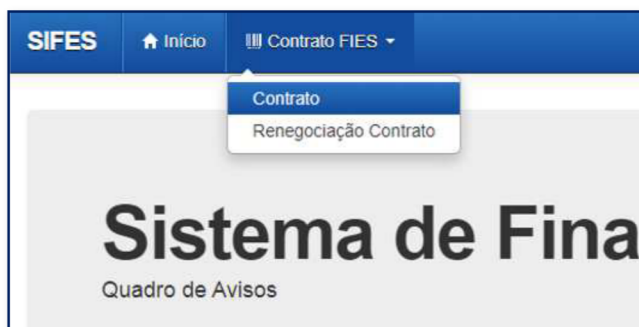 SIFES Início Contrato FIES
Contrato
Renegociação Contrato
Sistema de Fina
Quadro de Avisos